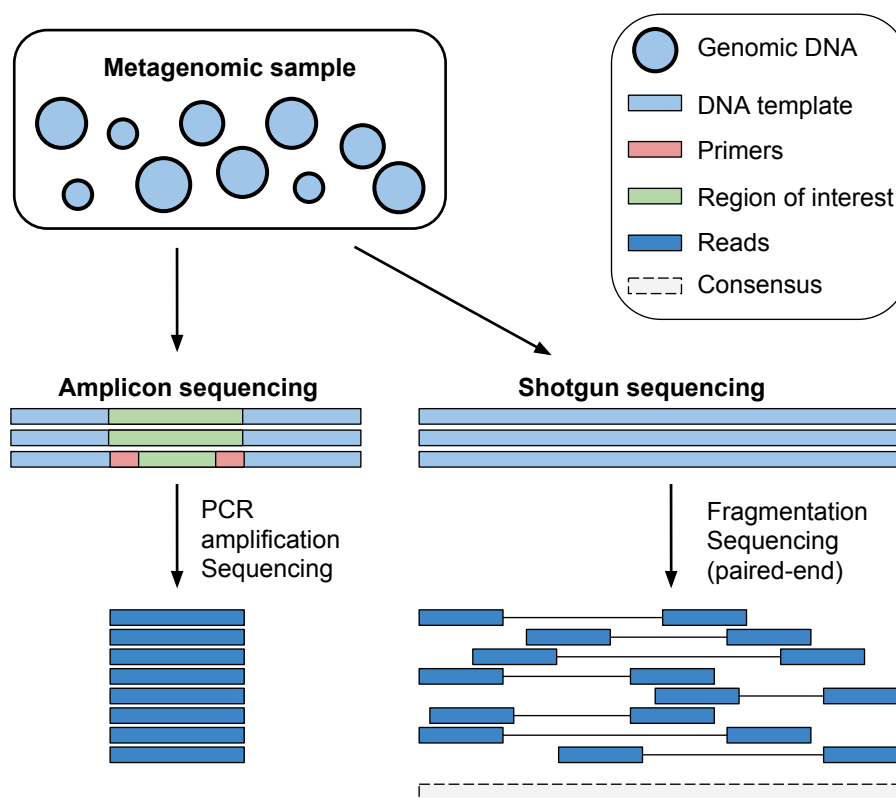 Metagenomic sample
Genomic DNA
DNA template
Primers
Region of interest
Reads
Consensus
Amplicon sequencing
Shotgun sequencing
PCR
amplification
Sequencing
Fragmentation
Sequencing
(paired-end)